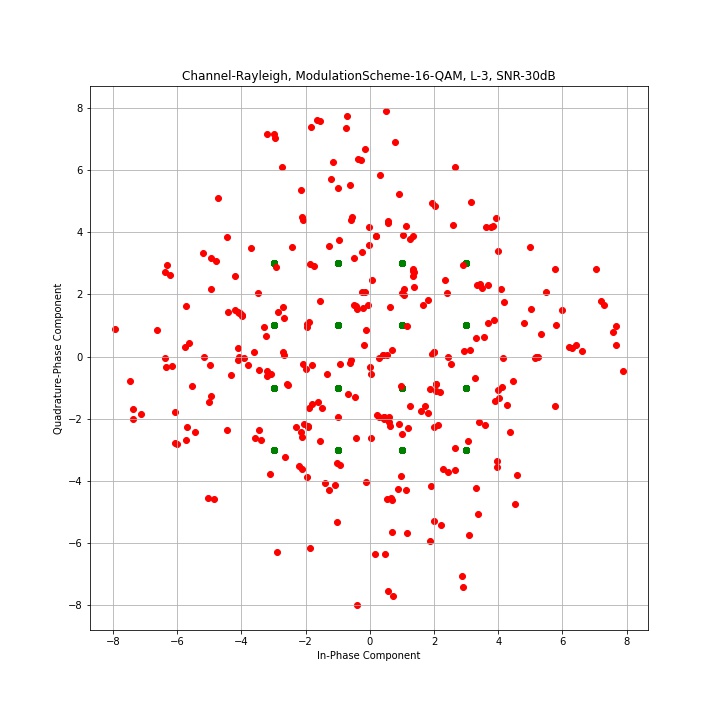 Channel-Rayleigh, ModulationScheme-16-QAM, L-3, SNR-30dB
8
6
4
2
0
−2
−4
−6
−8
Quadrature-Phase Component
−8 −6 −4 −2 0 2 4 6 8
In-Phase Component